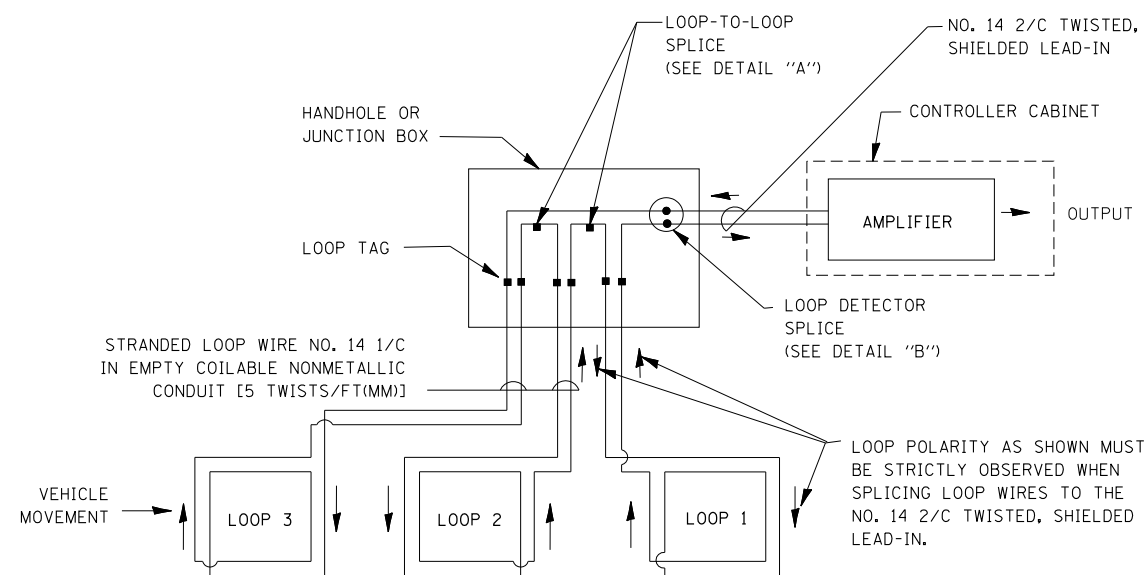 LOOP-TO-LOOP
SPLICE
(SEE DETAIL "A")
NO. 14 2/C TWISTED,
SHIELDED LEAD-IN
HANDHOLE OR
JUNCTION BOX
CONTROLLER CABINET
AMPLIFIER
OUTPUT
LOOP TAG
LOOP DETECTOR
SPLICE
(SEE DETAIL "B")
STRANDED LOOP WIRE NO. 14 1/C
IN EMPTY COILABLE NONMETALLIC
CONDUIT [5 TWISTS/FT(MM)]
LOOP POLARITY AS SHOWN MUST
BE STRICTLY OBSERVED WHEN
SPLICING LOOP WIRES TO THE
NO. 14 2/C TWISTED, SHIELDED
LEAD-IN.
VEHICLE
MOVEMENT
LOOP 3
LOOP 2
LOOP 1